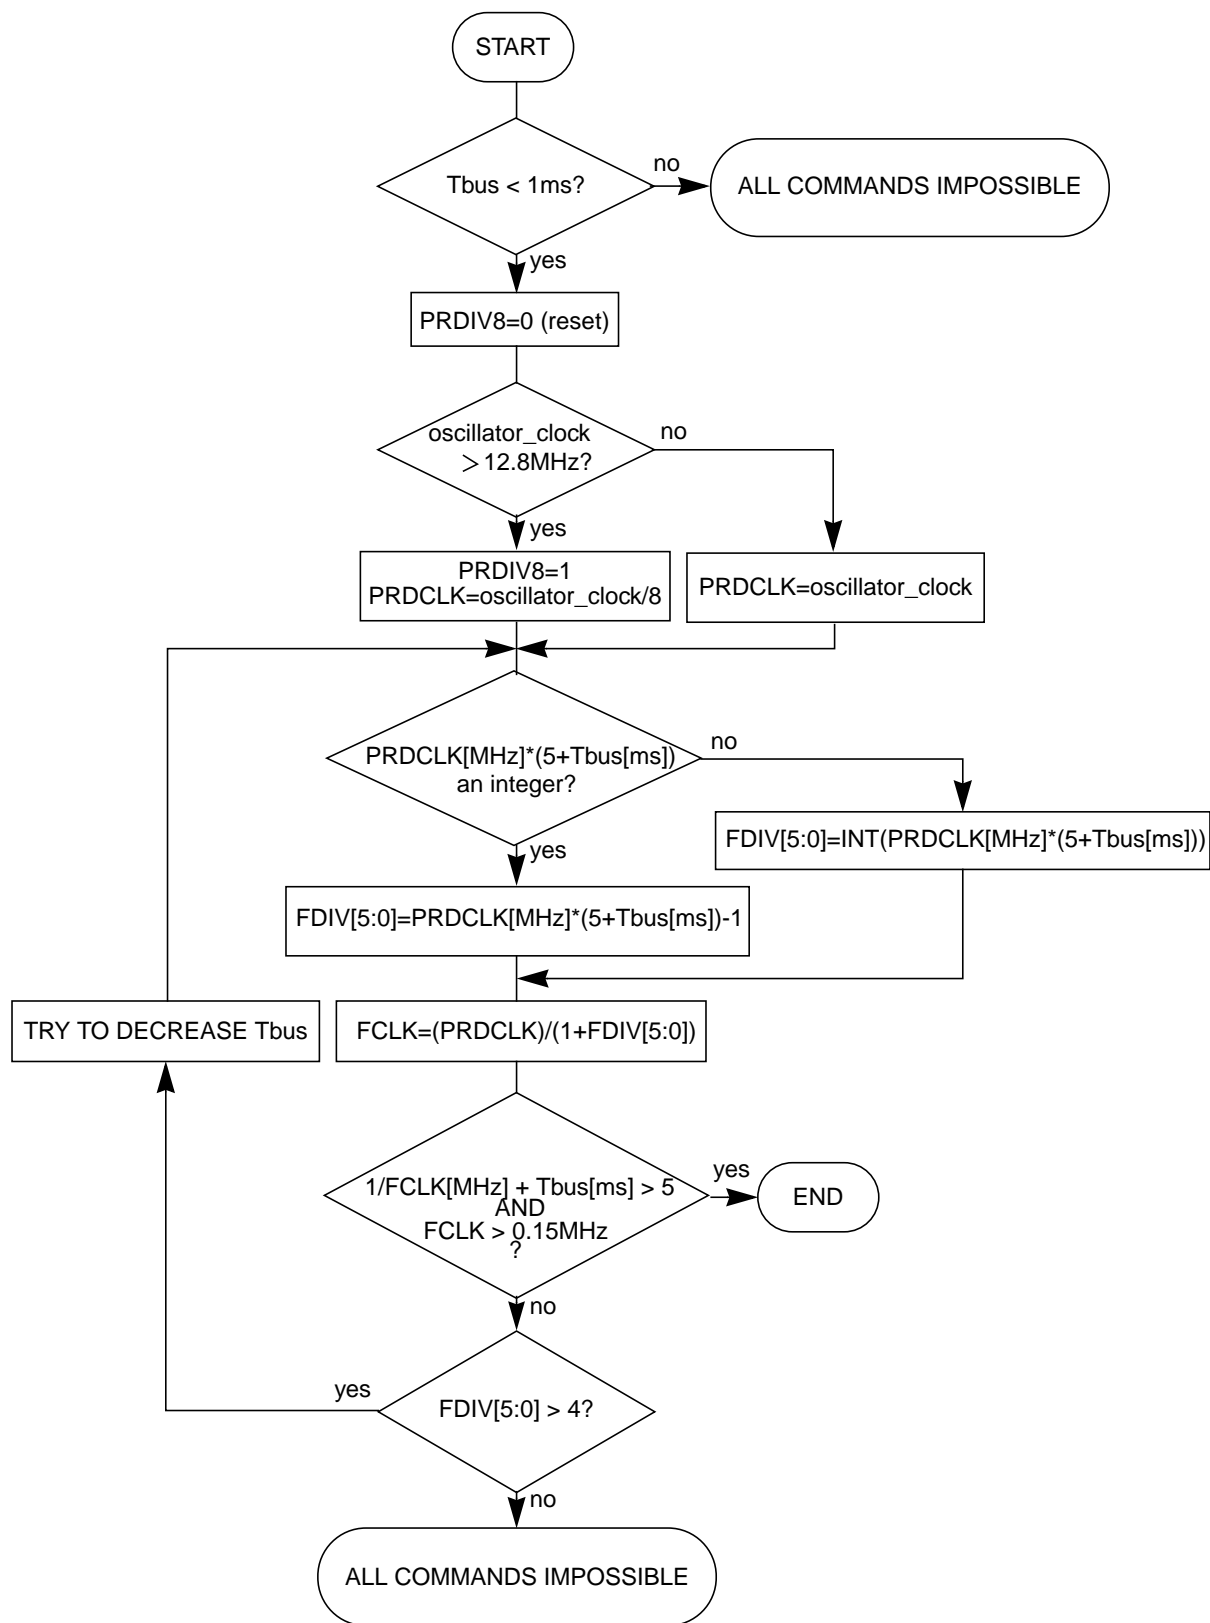 START
Tbus < 1ms?
no
ALL COMMANDS IMPOSSIBLE
yes
PRDIV8=0 (reset)
oscillator_clock
>12.8MHz?
no
yes
PRDIV8=1
PRDCLK=oscillator_clock/8
PRDCLK=oscillator_clock
PRDCLK[MHz]*(5+Tbus[ms])
an integer?
no
yes
FDIV[5:0]=INT(PRDCLK[MHz]*(5+Tbus[ms]))
FDIV[5:0]=PRDCLK[MHz]*(5+Tbus[ms])-1
TRY TO DECREASE Tbus
FCLK=(PRDCLK)/(1+FDIV[5:0])
1/FCLK[MHz] + Tbus[ms] > 5
AND
FCLK > 0.15MHz
?
yes
END
no
FDIV[5:0] > 4?
yes
no
ALL COMMANDS IMPOSSIBLE